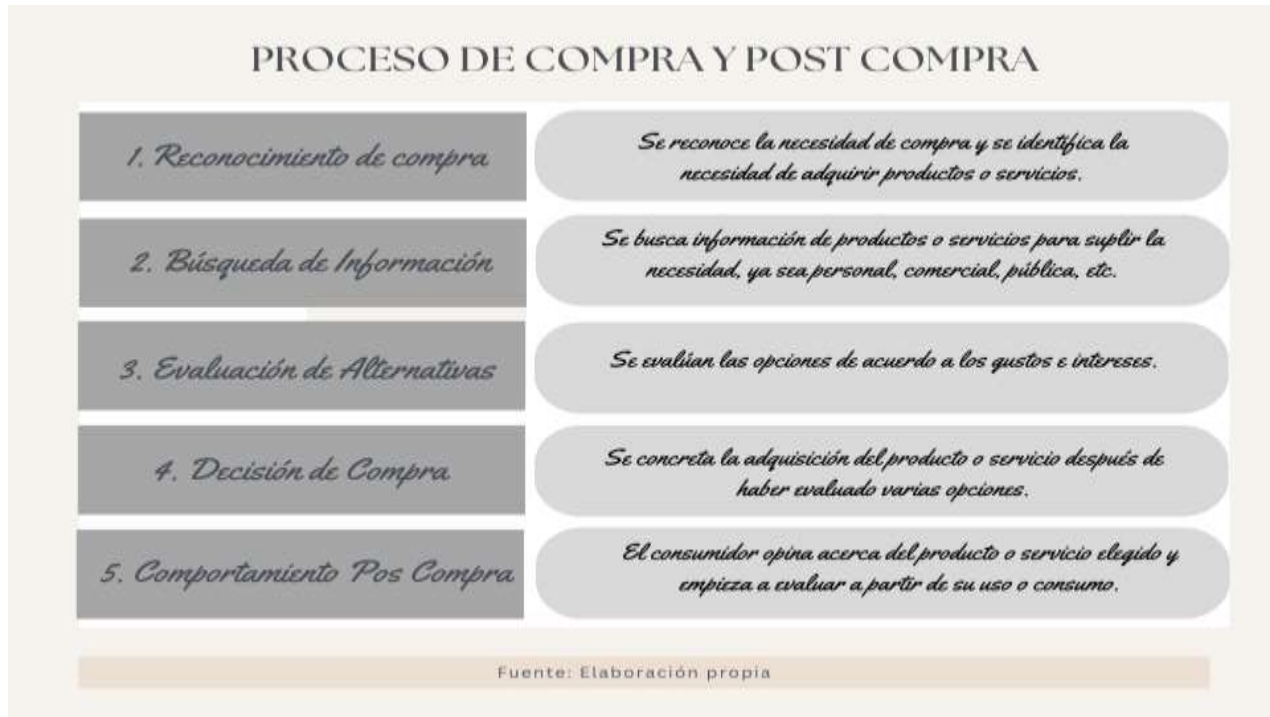 PROCESO DE COMPRA Y POST COMPRA
1. Reconocimiento de compra
Se reconoce la necesidad de compra y se identifica la
necesidad de adquirir productos o servicios.
2. Búsqueda de Información
Se busca información de productos o servicios para suplir la
necesidad, ya sea personal, comercial, pública, etc.
3. Evaluación de Alternativas
Se evalúan las opciones de acuerdo a los gustos e intereses.
4. Decisión de Compra
Se concreta la adquisición del producto o servicio después de
haber evaluado varias opciones.
5. Comportamiento Pos Compra
El consumidor opina acerca del producto o servicio elegido y
empieza a evaluar a partir de su uso o consumo.
Fuente: Elaboración propia